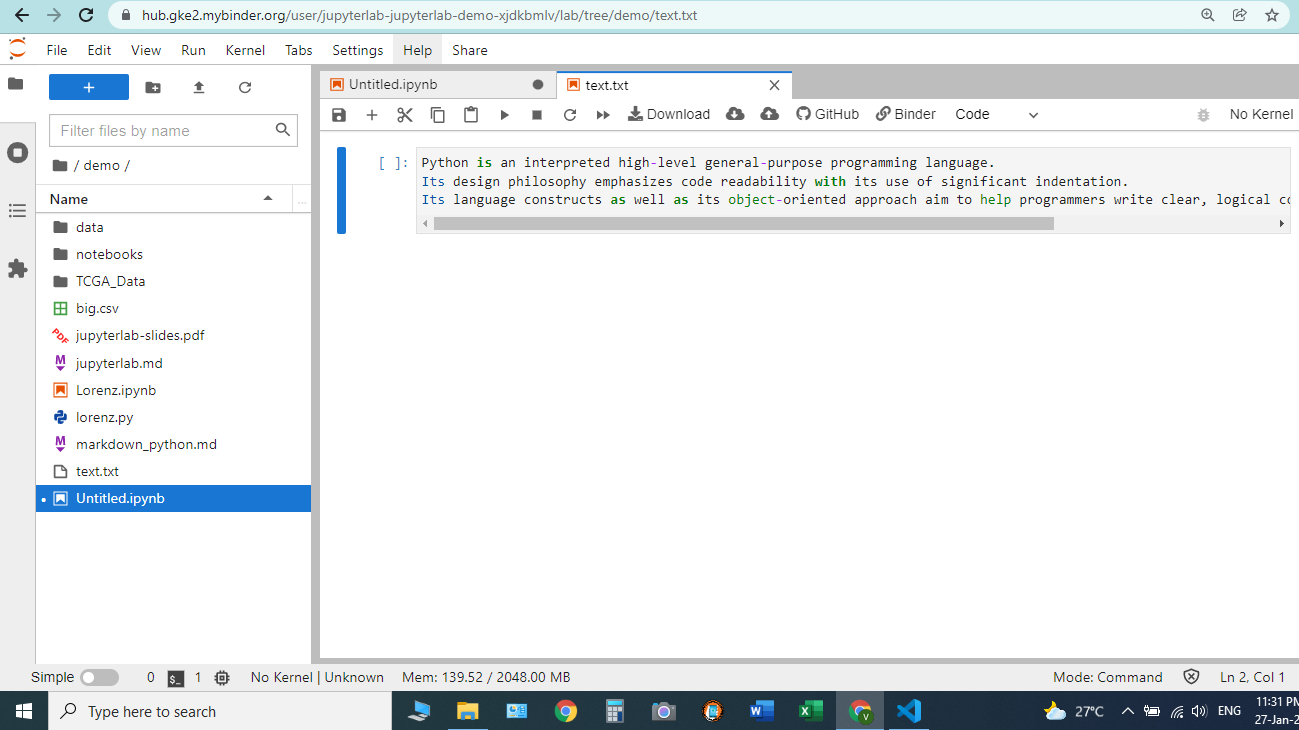 hub.gke2.mybinder.org/user/jupyterlab-jupyterlab-demo-xjdkbmlv/lab/tree/demo/text.txt
File Edit View Run Kernel Tabs Settings Help Share
Untitled.ipynb text.txt
Download GitHub Binder Code No Kernel
Filter files by name
/ demo /
Name
...
data
notebooks
TCGA_Data
big.csv
jupyterlab-slides.pdf
jupyterlab.md
Lorenz.ipynb
lorenz.py
markdown_python.md
text.txt
Untitled.ipynb
[ ]:
Python is an interpreted high-level general-purpose programming language.
Its design philosophy emphasizes code readability with its use of significant indentation.
Its language constructs as well as its object-oriented approach aim to help programmers write clear, logical
Simple 0 1 No Kernel | Unknown Mem: 139.52 / 2048.00 MB Mode: Command Ln 2, Col 1
Type here to search
27°C ENG
11:31 PM
27-Jan-2